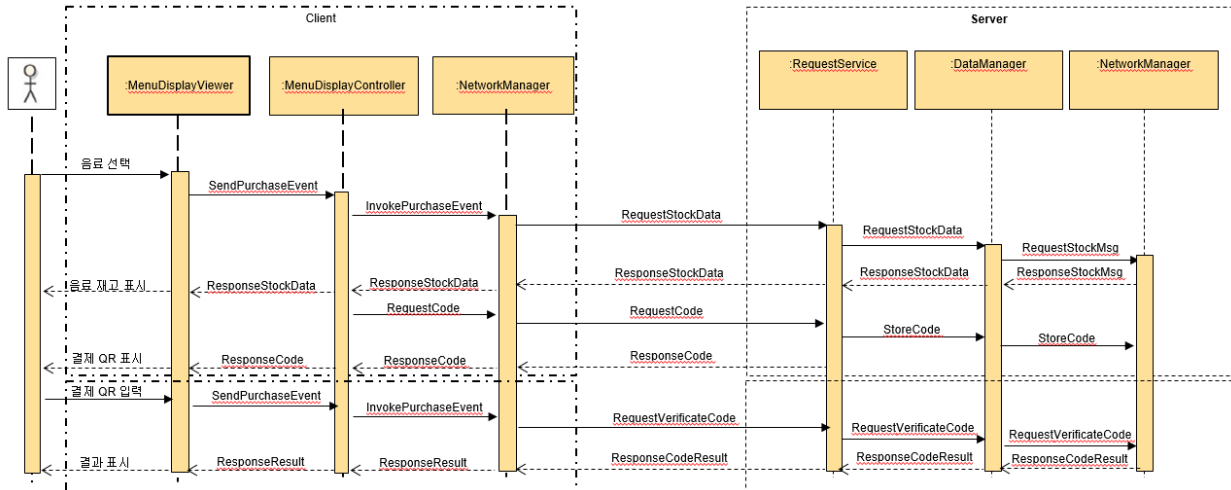 Client
Server
:MenuDisplayViewer
:MenuDisplayController
:NetworkManager
:RequestService
:DataManager
:NetworkManager
음료 선택
SendPurchaseEvent
InvokePurchaseEvent
RequestStockData
RequestStockData
RequestStockMsg
음료 재고 표시
ResponseStockData
ResponseStockData
ResponseStockData
ResponseStockData
ResponseStockMsg
RequestCode
RequestCode
StoreCode
StoreCode
결제 QR 표시
ResponseCode
ResponseCode
ResponseCode
결제 QR 입력
SendPurchaseEvent
InvokePurchaseEvent
RequestVerificateCode
RequestVerificateCode
RequestVerificateCode
결과 표시
ResponseResult
ResponseResult
ResponseCodeResult
ResponseCodeResult
ResponseCodeResult